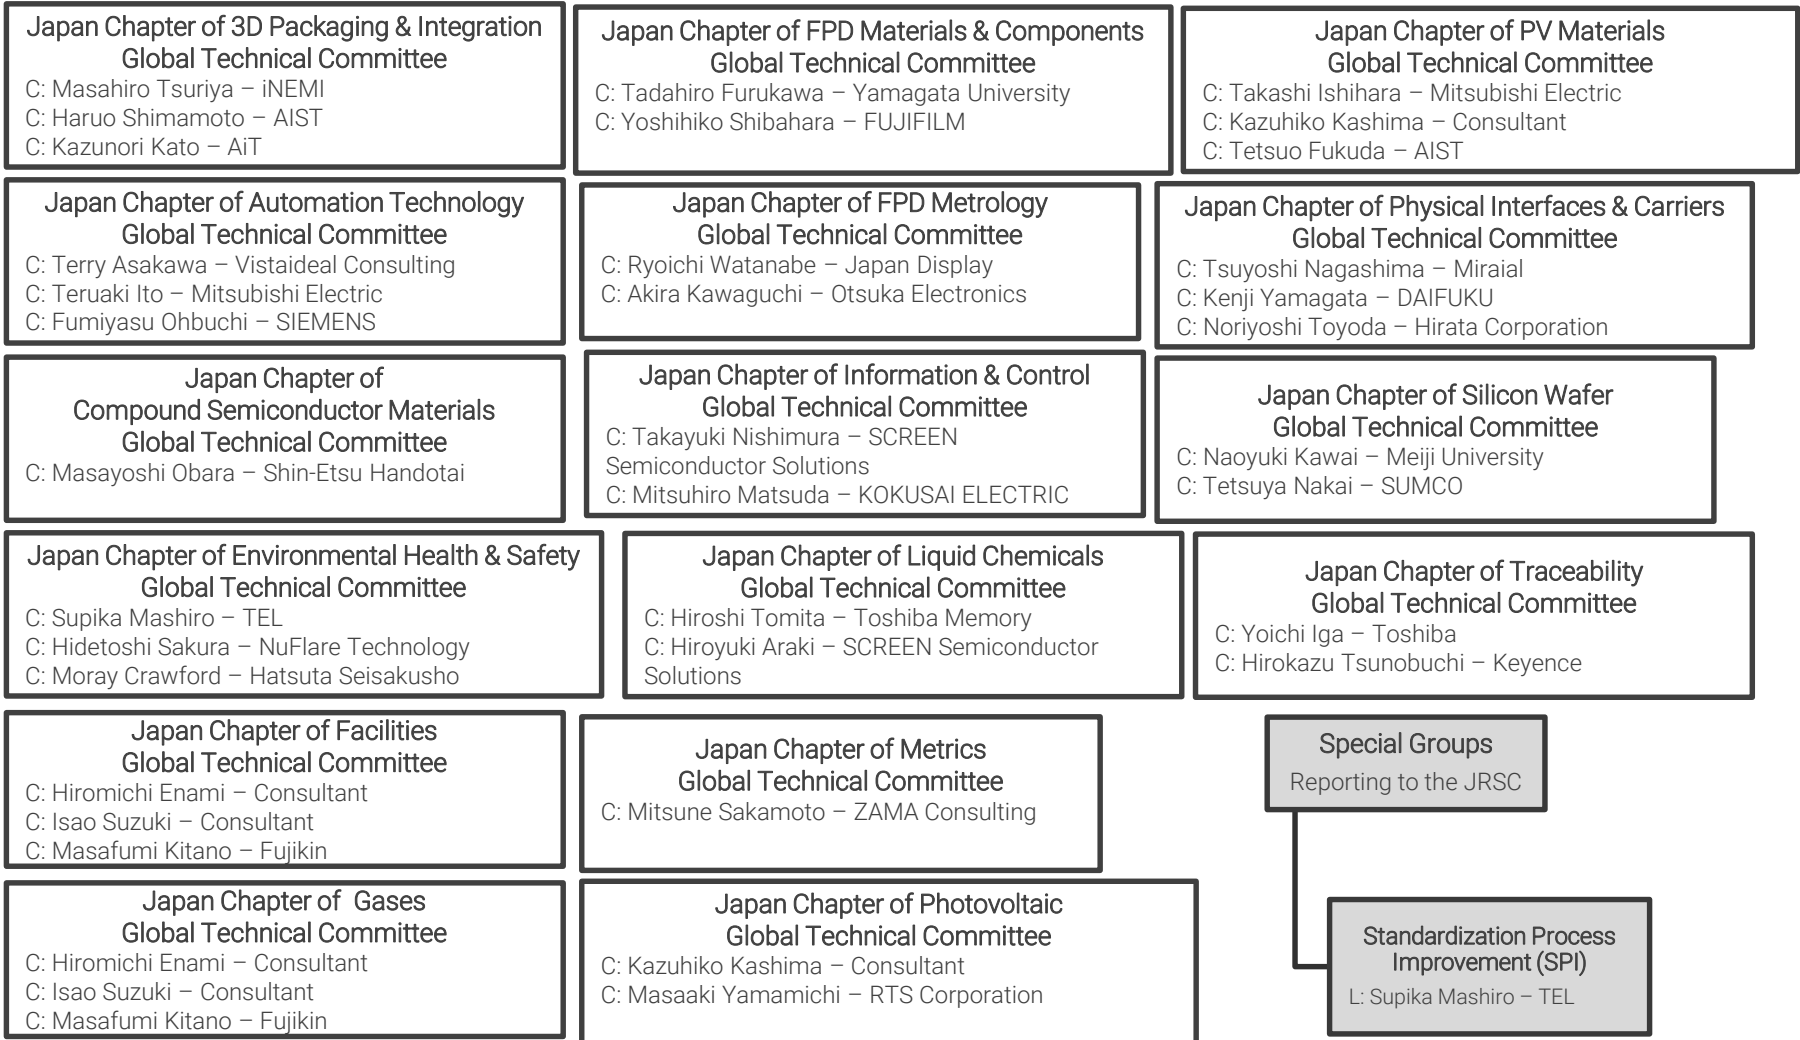 Japan Chapter of 3D Packaging & Integration
Global Technical Committee
C: Masahiro Tsuriya – iNEMI
C: Haruo Shimamoto – AIST
C: Kazunori Kato – AiT
Japan Chapter of FPD Materials & Components
Global Technical Committee
C: Tadahiro Furukawa – Yamagata University
C: Yoshihiko Shibahara – FUJIFILM
Japan Chapter of PV Materials
Global Technical Committee
C: Takashi Ishihara – Mitsubishi Electric
C: Kazuhiko Kashima – Consultant
C: Tetsuo Fukuda – AIST
Japan Chapter of Automation Technology
Global Technical Committee
C: Terry Asakawa – Vistaideal Consulting
C: Teruaki Ito – Mitsubishi Electric
C: Fumiyasu Ohbuchi – SIEMENS
Japan Chapter of FPD Metrology
Global Technical Committee
C: Ryoichi Watanabe – Japan Display
C: Akira Kawaguchi – Otsuka Electronics
Japan Chapter of Physical Interfaces & Carriers
Global Technical Committee
C: Tsuyoshi Nagashima – Miraial
C: Kenji Yamagata – DAIFUKU
C: Noriyoshi Toyoda – Hirata Corporation
Japan Chapter of
Compound Semiconductor Materials
Global Technical Committee
C: Masayoshi Obara – Shin-Etsu Handotai
Japan Chapter of Information & Control
Global Technical Committee
C: Takayuki Nishimura – SCREEN
Semiconductor Solutions
C: Mitsuhiro Matsuda – KOKUSAI ELECTRIC
Japan Chapter of Silicon Wafer
Global Technical Committee
C: Naoyuki Kawai – Meiji University
C: Tetsuya Nakai – SUMCO
Japan Chapter of Environmental Health & Safety
Global Technical Committee
C: Supika Mashiro – TEL
C: Hidetoshi Sakura – NuFlare Technology
C: Moray Crawford – Hatsuta Seisakusho
Japan Chapter of Liquid Chemicals
Global Technical Committee
C: Hiroshi Tomita – Toshiba Memory
C: Hiroyuki Araki – SCREEN Semiconductor
Solutions
Japan Chapter of Traceability
Global Technical Committee
C: Yoichi Iga – Toshiba
C: Hirokazu Tsunobuchi – Keyence
Japan Chapter of Facilities
Global Technical Committee
C: Hiromichi Enami – Consultant
C: Isao Suzuki – Consultant
C: Masafumi Kitano – Fujikin
Japan Chapter of Metrics
Global Technical Committee
C: Mitsune Sakamoto – ZAMA Consulting
Special Groups
Reporting to the JRSC
Japan Chapter of Gases
Global Technical Committee
C: Hiromichi Enami – Consultant
C: Isao Suzuki – Consultant
C: Masafumi Kitano – Fujikin
Japan Chapter of Photovoltaic
Global Technical Committee
C: Kazuhiko Kashima – Consultant
C: Masaaki Yamamichi – RTS Corporation
Standardization Process
Improvement (SPI)
L: Supika Mashiro – TEL